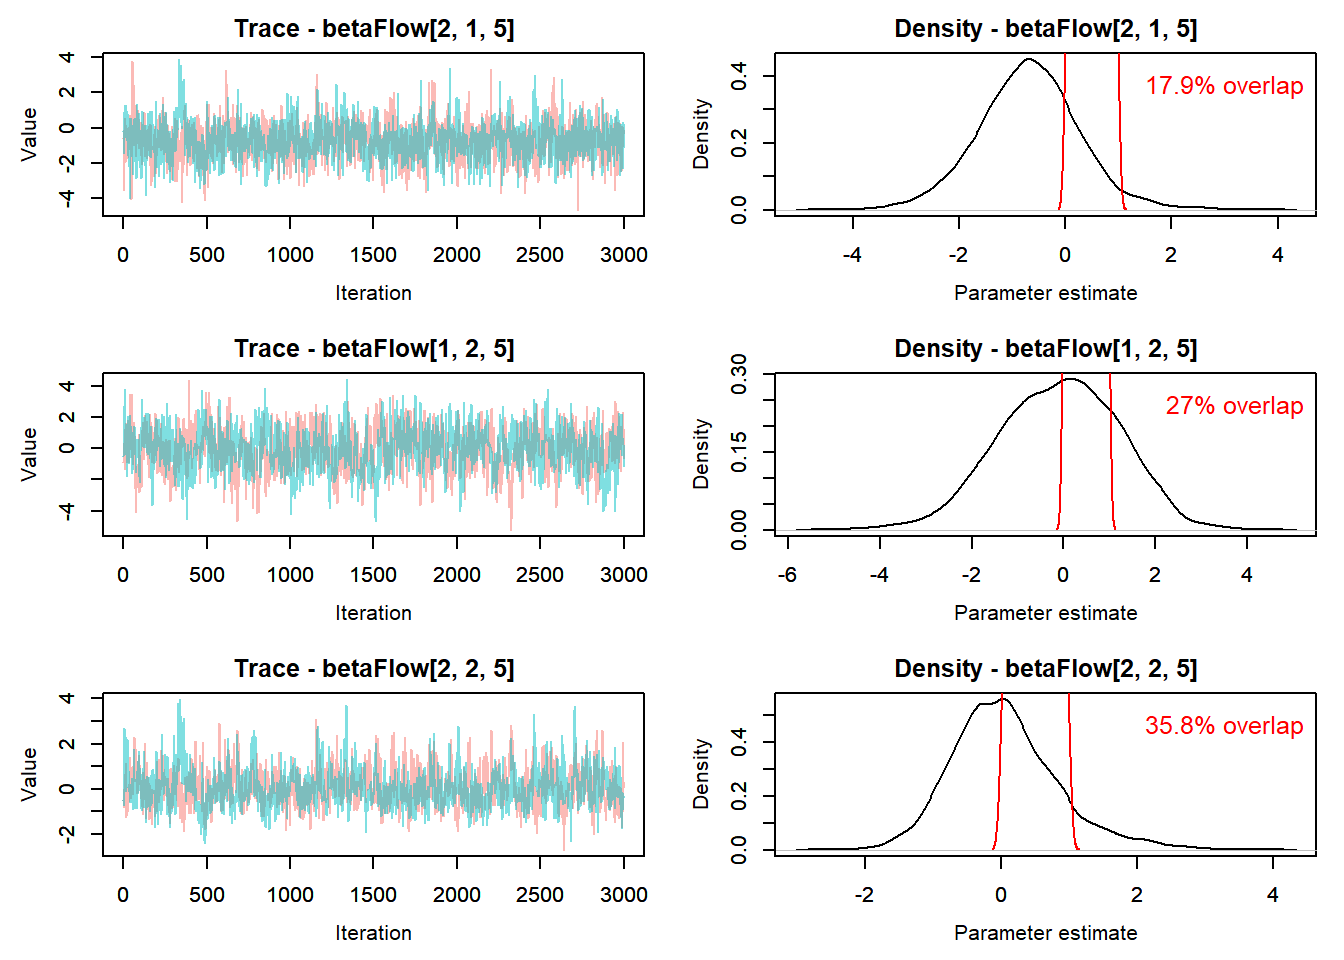 Trace - betaFlow[2, 1, 5]
Value
4
2
0
-2
-4
0 500 1000 1500 2000 2500 3000
Iteration
Density - betaFlow[2, 1, 5]
17.9% overlap
Density
0.4
0.2
0.0
-4 -2 0 2 4
Parameter estimate
Trace - betaFlow[1, 2, 5]
Value
4
2
0
-4
0 500 1000 1500 2000 2500 3000
Iteration
Density - betaFlow[1, 2, 5]
27% overlap
Density
0.30
0.15
0.00
-6 -4 -2 0 2 4
Parameter estimate
Trace - betaFlow[2, 2, 5]
Value
4
2
0
-2
0 500 1000 1500 2000 2500 3000
Iteration
Density - betaFlow[2, 2, 5]
35.8% overlap
Density
0.4
0.2
0.0
-2 0 2 4
Parameter estimate